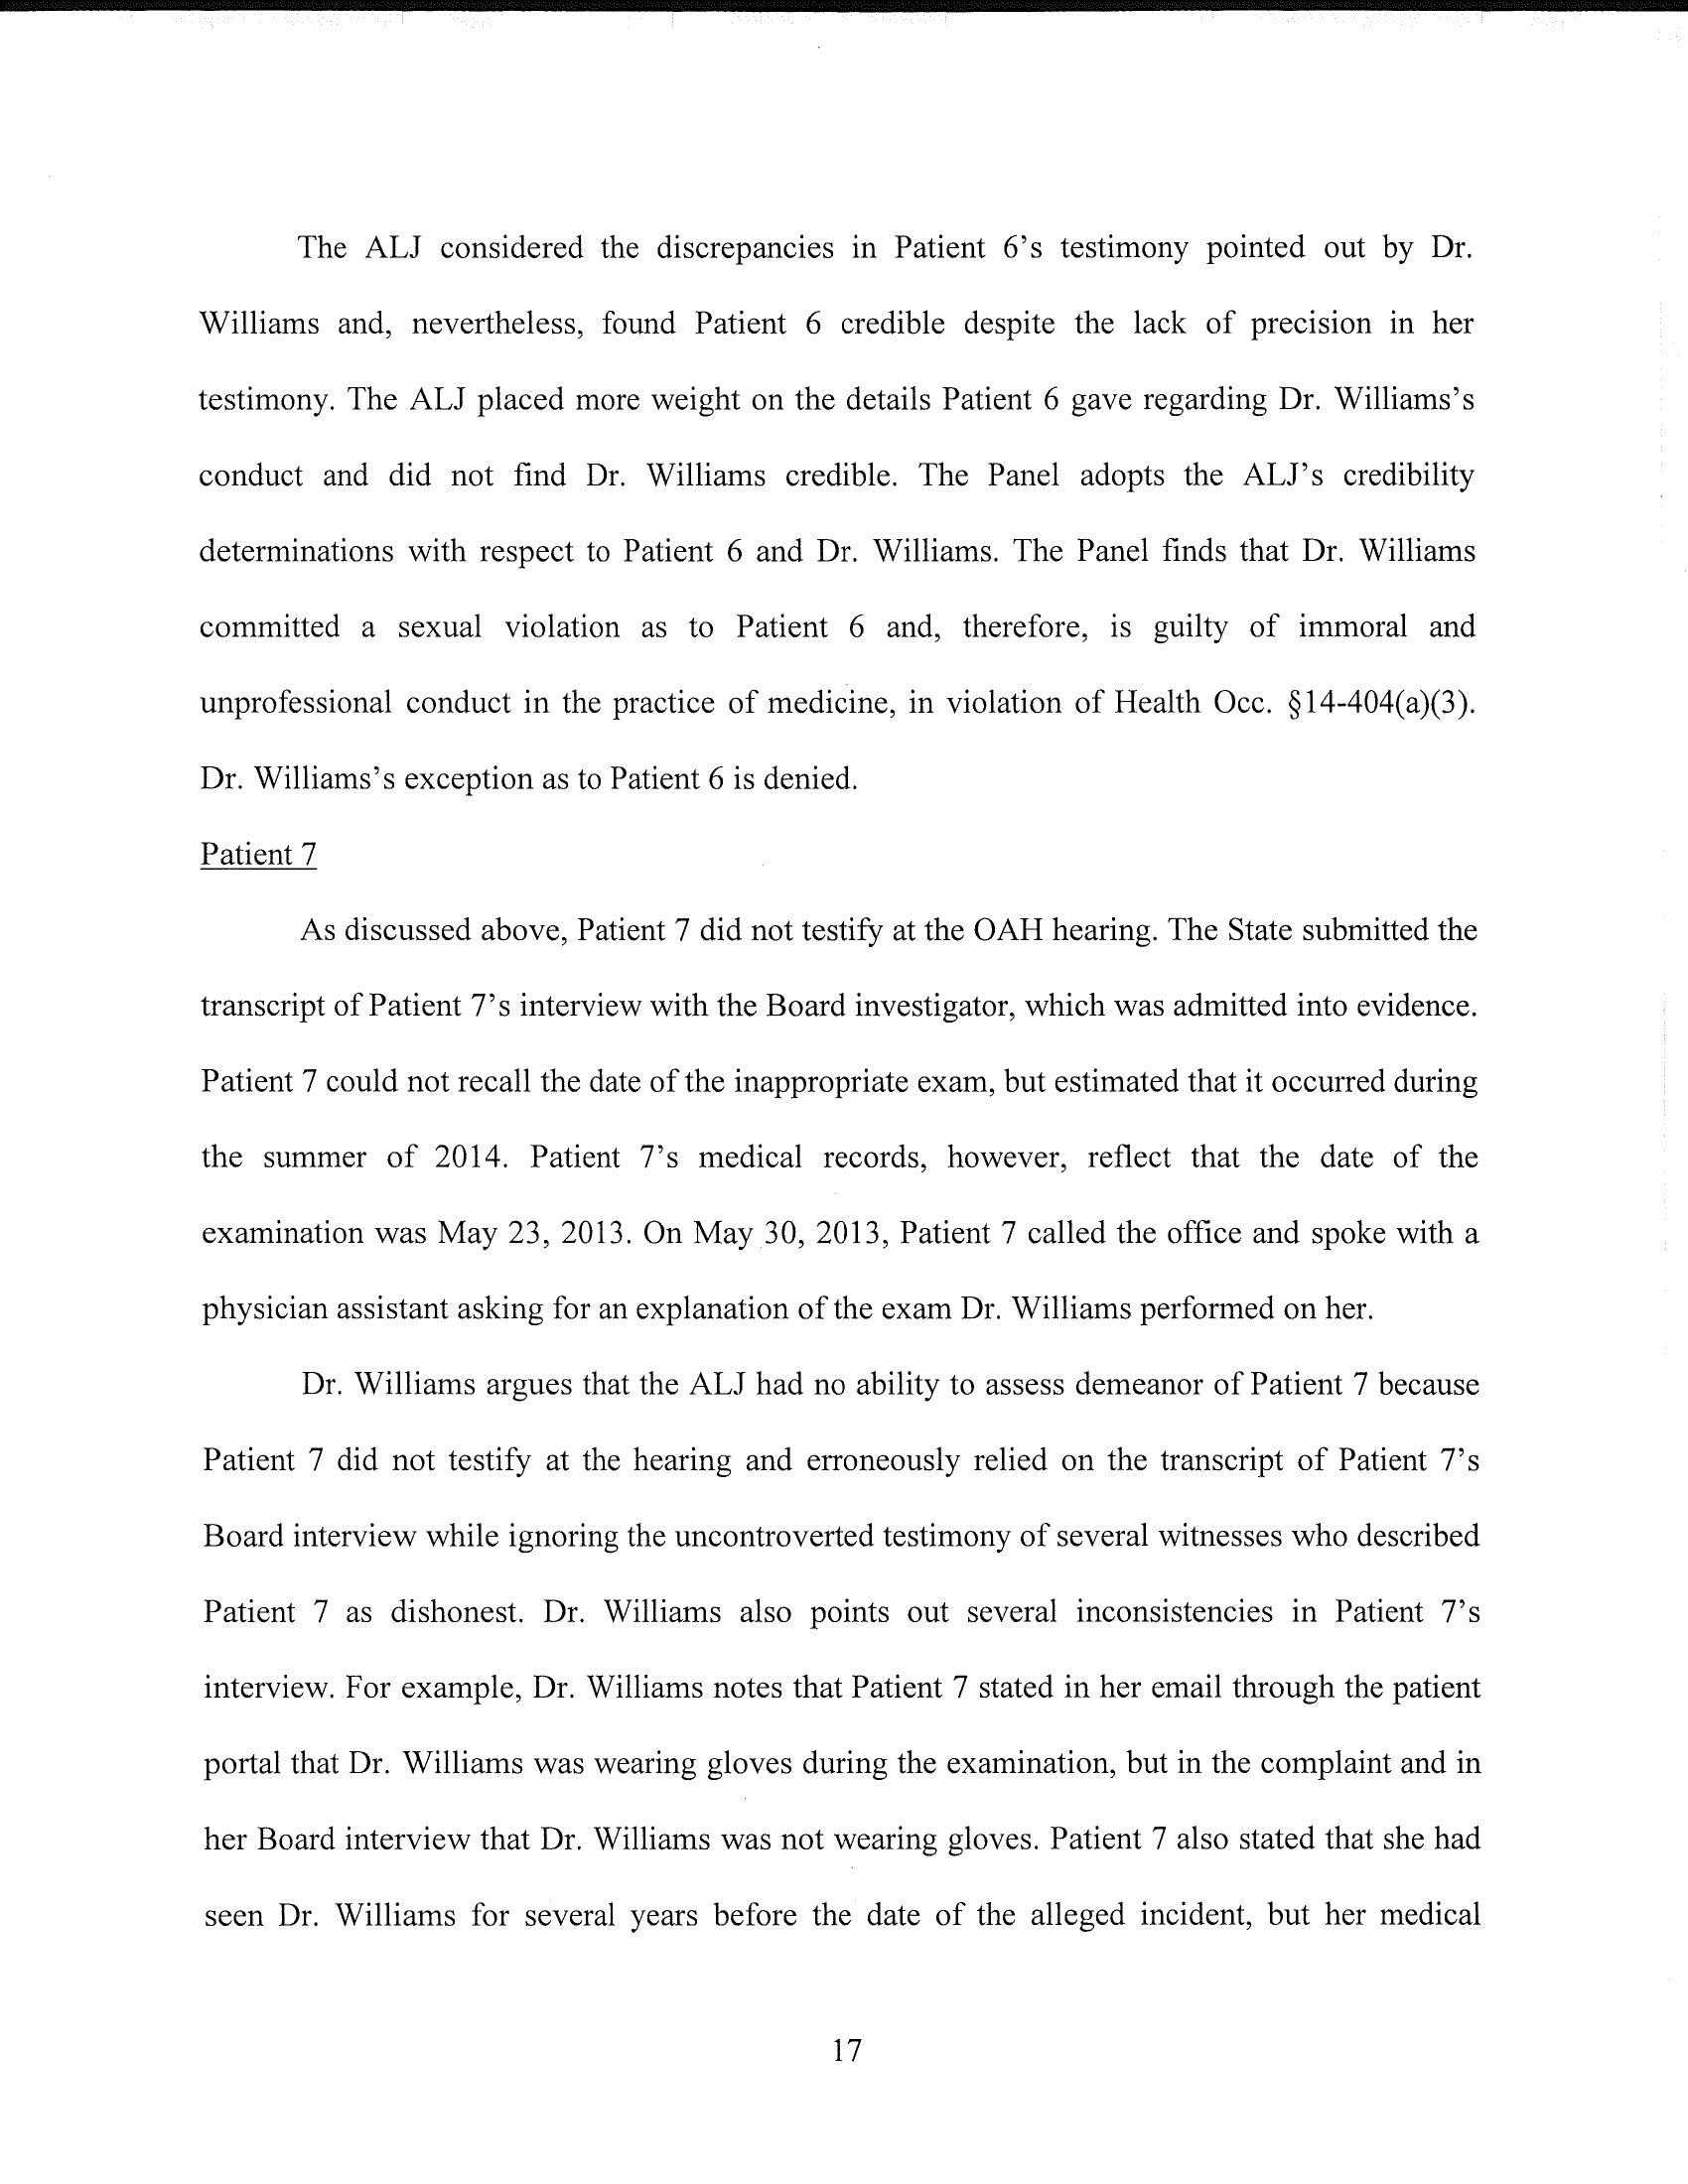 The ALJ considered the discrepancies in Patient 6's testimony pointed out by Dr.
Williams and, nevertheless, found Patient 6 credible despite the lack of precision in her
testimony. The ALJ placed more weight on the details Patient 6 gave regarding Dr. Williams's
conduct and did not find Dr. Williams credible. The Panel adopts the ALJ's credibility
determinations with respect to Patient 6 and Dr. Williams. The Panel finds that Dr. Williams
committed a sexual violation as to Patient 6 and, therefore, is guilty of immoral and
unprofessional conduct in the practice of medicine, in violation of Health Occ. §14-404(a)(3).
Dr. Williams's exception as to Patient 6 is denied.
Patient 7
As discussed above, Patient 7 did not testify at the OAH hearing. The State submitted the
transcript of Patient 7's interview with the Board investigator, which was admitted into evidence.
Patient 7 could not recall the date of the inappropriate exam, but estimated that it occurred during
the summer of 2014. Patient 7's medical records, however, reflect that the date of the
examination was May 23, 2013. On May 30, 2013, Patient 7 called the office and spoke with a
physician assistant asking for an explanation of the exam Dr. Williams performed on her.
Dr. Williams argues that the ALJ had no ability to assess demeanor of Patient 7 because
Patient 7 did not testify at the hearing and erroneously relied on the transcript of Patient 7's
Board interview while ignoring the uncontroverted testimony of several witnesses who described
Patient 7 as dishonest. Dr. Williams also points out several inconsistencies in Patient 7's
interview. For example, Dr. Williams notes that Patient 7 stated in her email through the patient
portal that Dr. Williams was wearing gloves during the examination, but in the complaint and in
her Board interview that Dr. Williams was not wearing gloves. Patient 7 also stated that she had
seen Dr. Williams for several years before the date of the alleged incident, but her medical
17